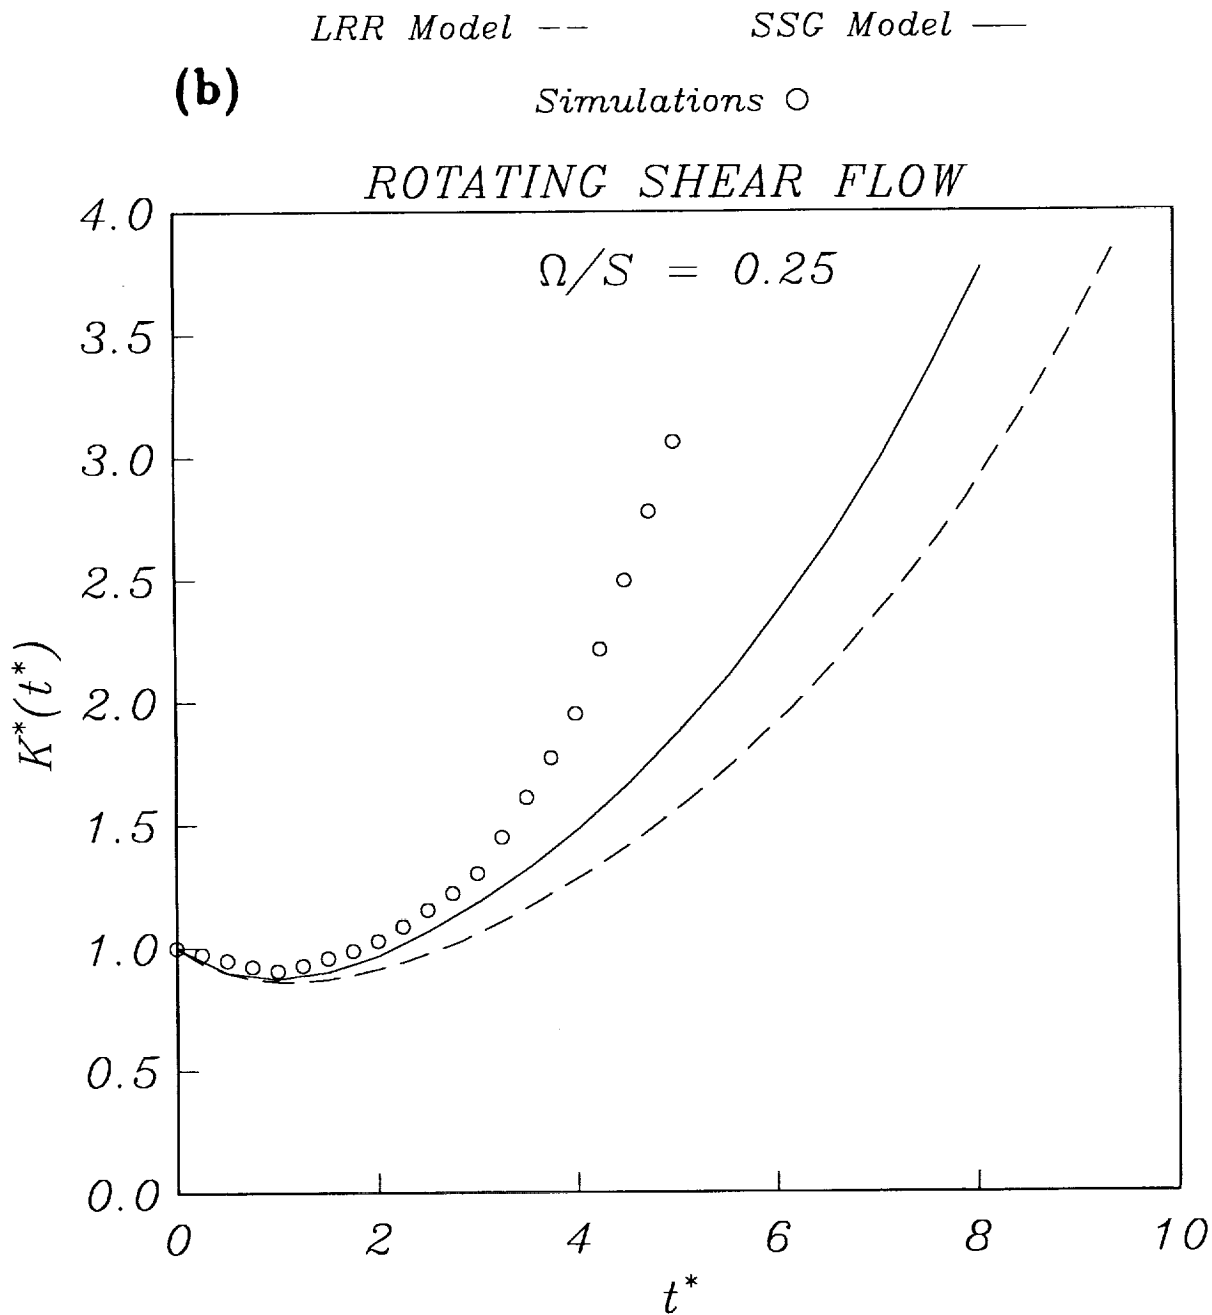 LRR Model -- SSG Model —
(b)
Simulations ○
ROTATING SHEAR FLOW
Ω/S = 0.25
4.0
3.5
3.0
2.5
2.0
1.5
1.0
0.5
0.0
K*(t*)
0 2 4 6 8 10
t*